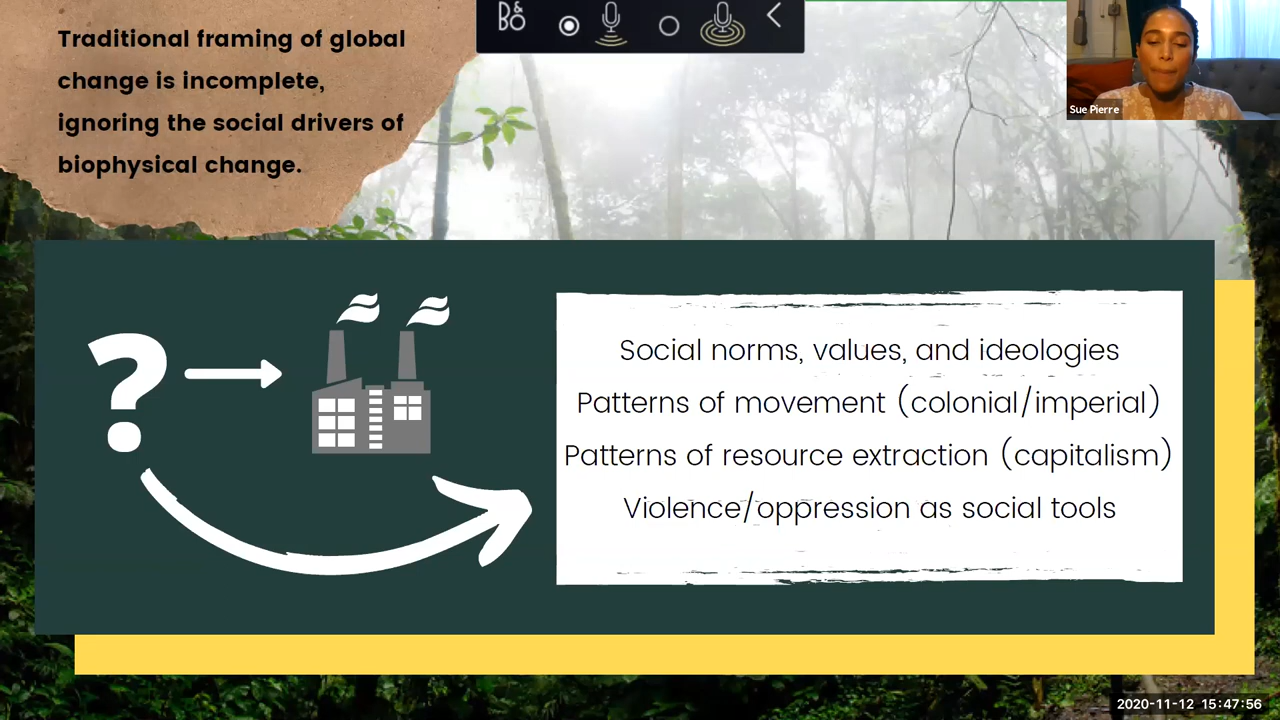 Traditional framing of global
change is incomplete,
ignoring the social drivers of
biophysical change.
B&
BO
Sue Pierre
?
Social norms, values, and ideologies
Patterns of movement (colonial/imperial)
Patterns of resource extraction (capitalism)
Violence/oppression as social tools
2020-11-12 15:47:56